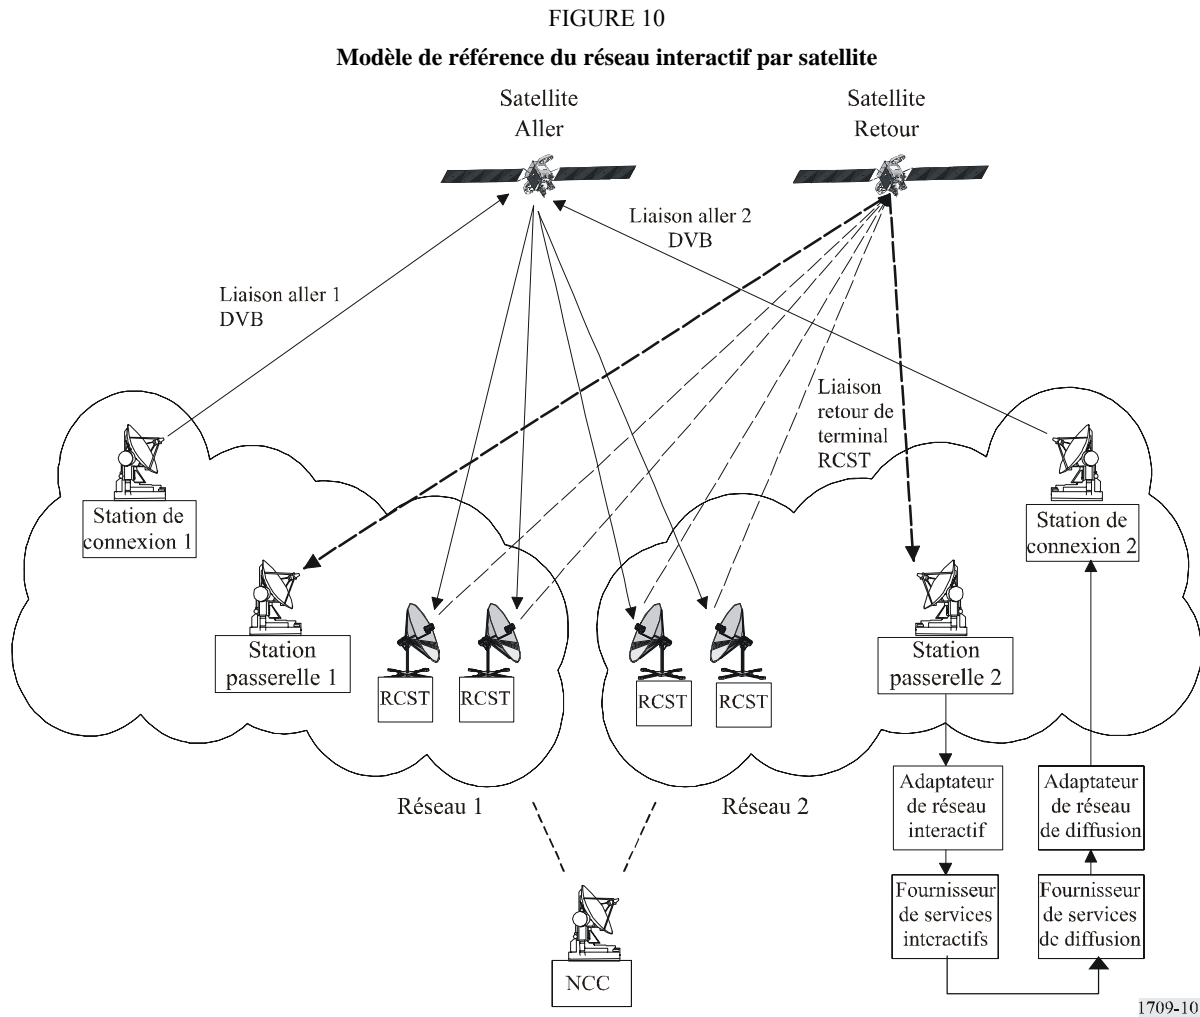 FIGURE 10
Modèle de référence du réseau interactif par satellite
Satellite
Aller
Satellite
Retour
Liaison aller 2
DVB
Liaison aller 1
DVB
Liaison
retour de
terminal
RCST
Station de
connexion 1
Station de
connexion 2
Station
passerelle 1
Station
passerelle 2
RCST
RCST
RCST
RCST
Réseau 1
Réseau 2
Adaptateur
de réseau
interactif
Adaptateur
de réseau
de diffusion
Fournisseur
de services
interactifs
Fournisseur
de services
de diffusion
NCC
1709-10